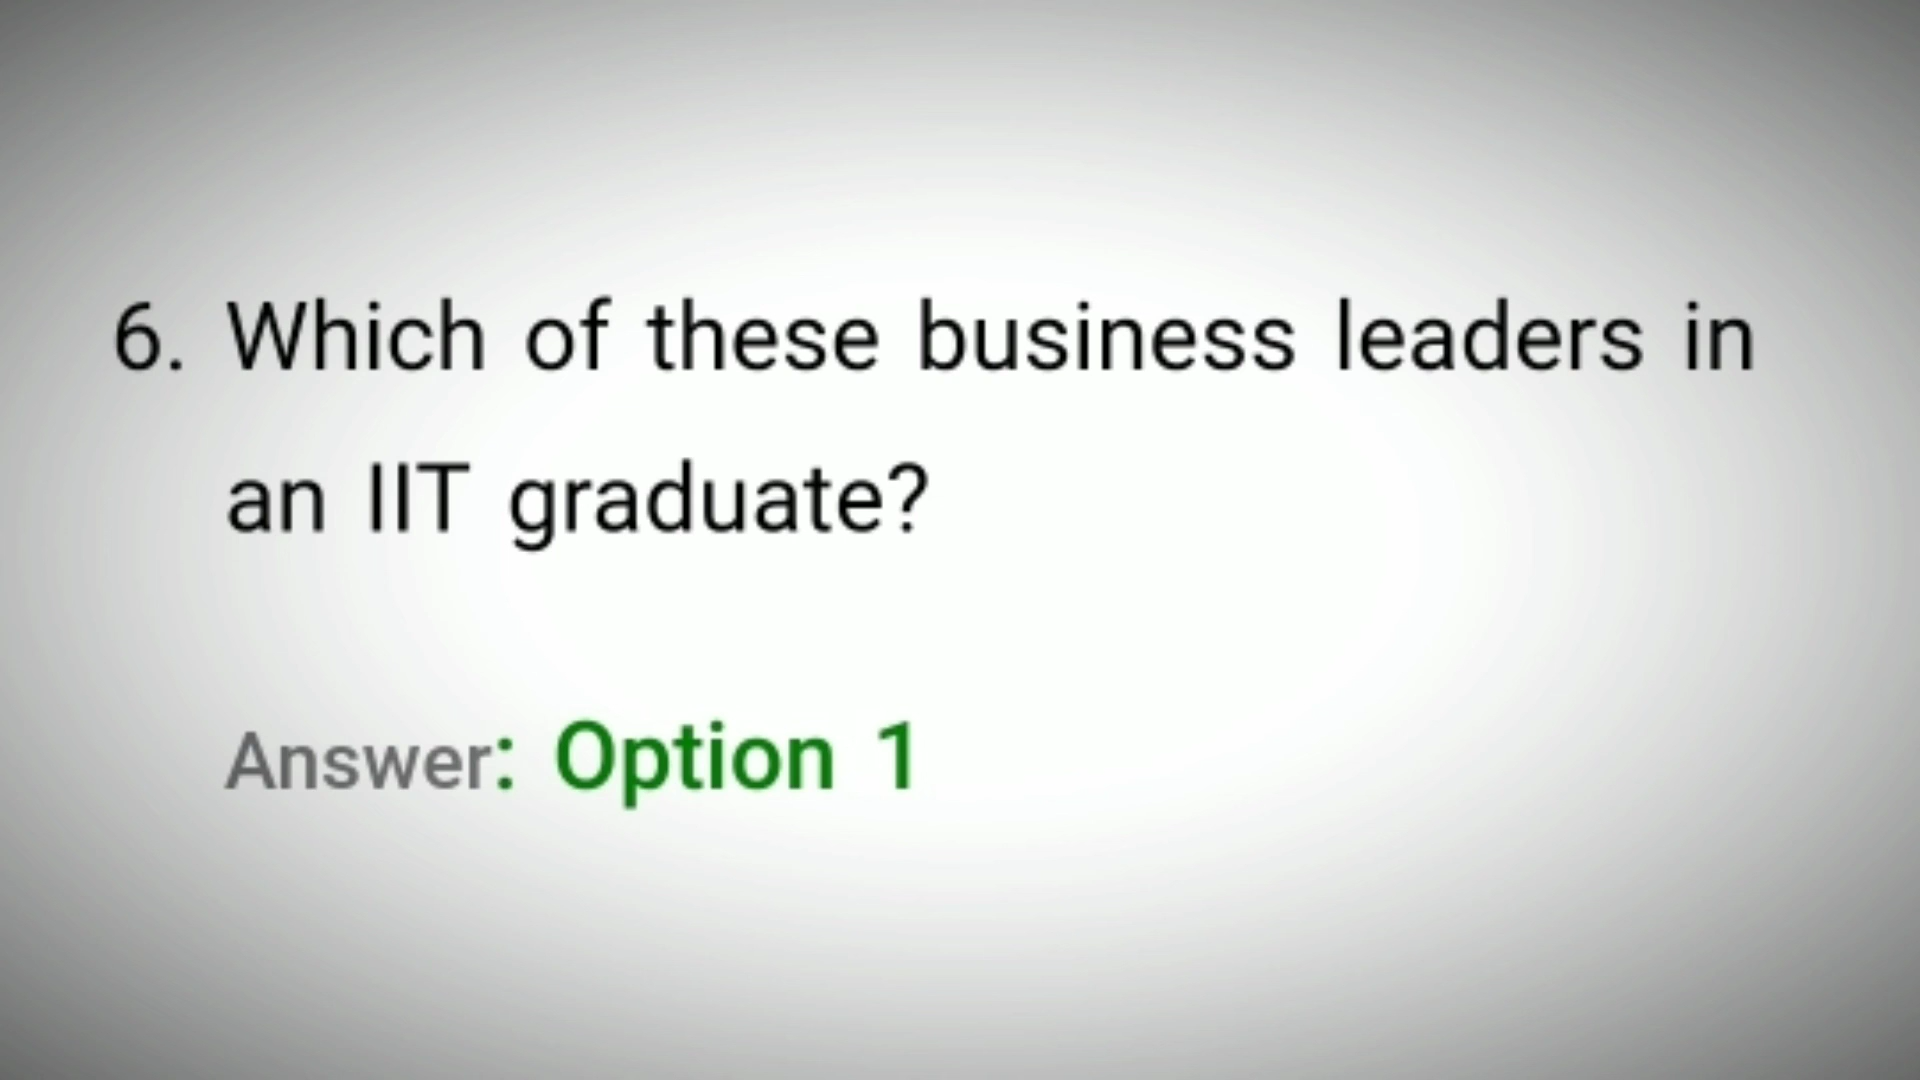 6. Which of these business leaders in
an IIT graduate?
Answer: Option 1